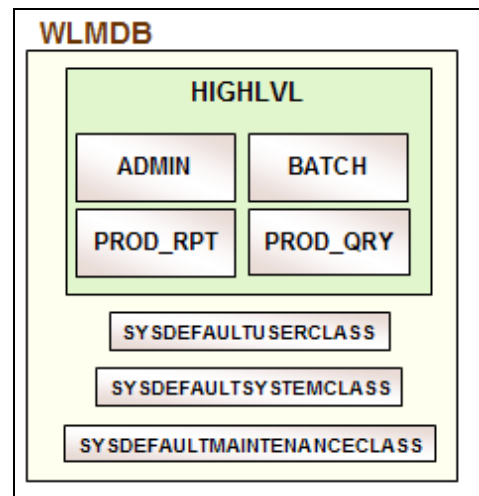 WLMDB
HIGHLVL
ADMIN BATCH
PROD_RPT PROD_QRY
SYSDEFAULTUSERCLASS
SYSDEFAULTSYSTEMCLASS
SYSDEFAULTMAINTENANCECLASS